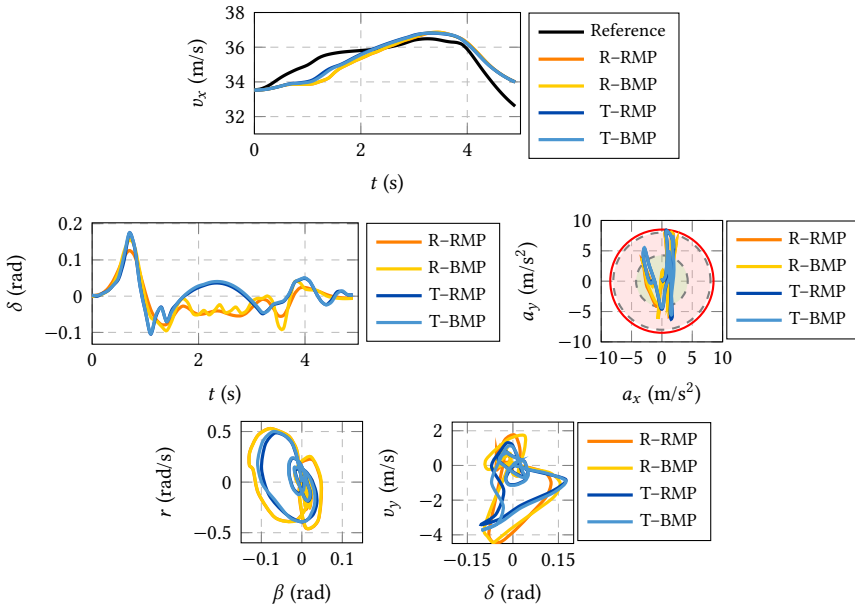 38
36
34
32
v_x (m/s)
0 2 4
t (s)
Reference
R–RMP
R–BMP
T–RMP
T–BMP
0.2
0.1
0
−0.1
δ (rad)
0 2 4
t (s)
R–RMP
R–BMP
T–RMP
T–BMP
10
5
0
−5
−10
a_y (m/s²)
−10 −5 0 5 10
a_x (m/s²)
R–RMP
R–BMP
T–RMP
T–BMP
0.5
0
−0.5
r (rad/s)
−0.1 0 0.1
β (rad)
2
0
−2
−4
v_y (m/s)
−0.15 0 0.15
δ (rad)
R–RMP
R–BMP
T–RMP
T–BMP